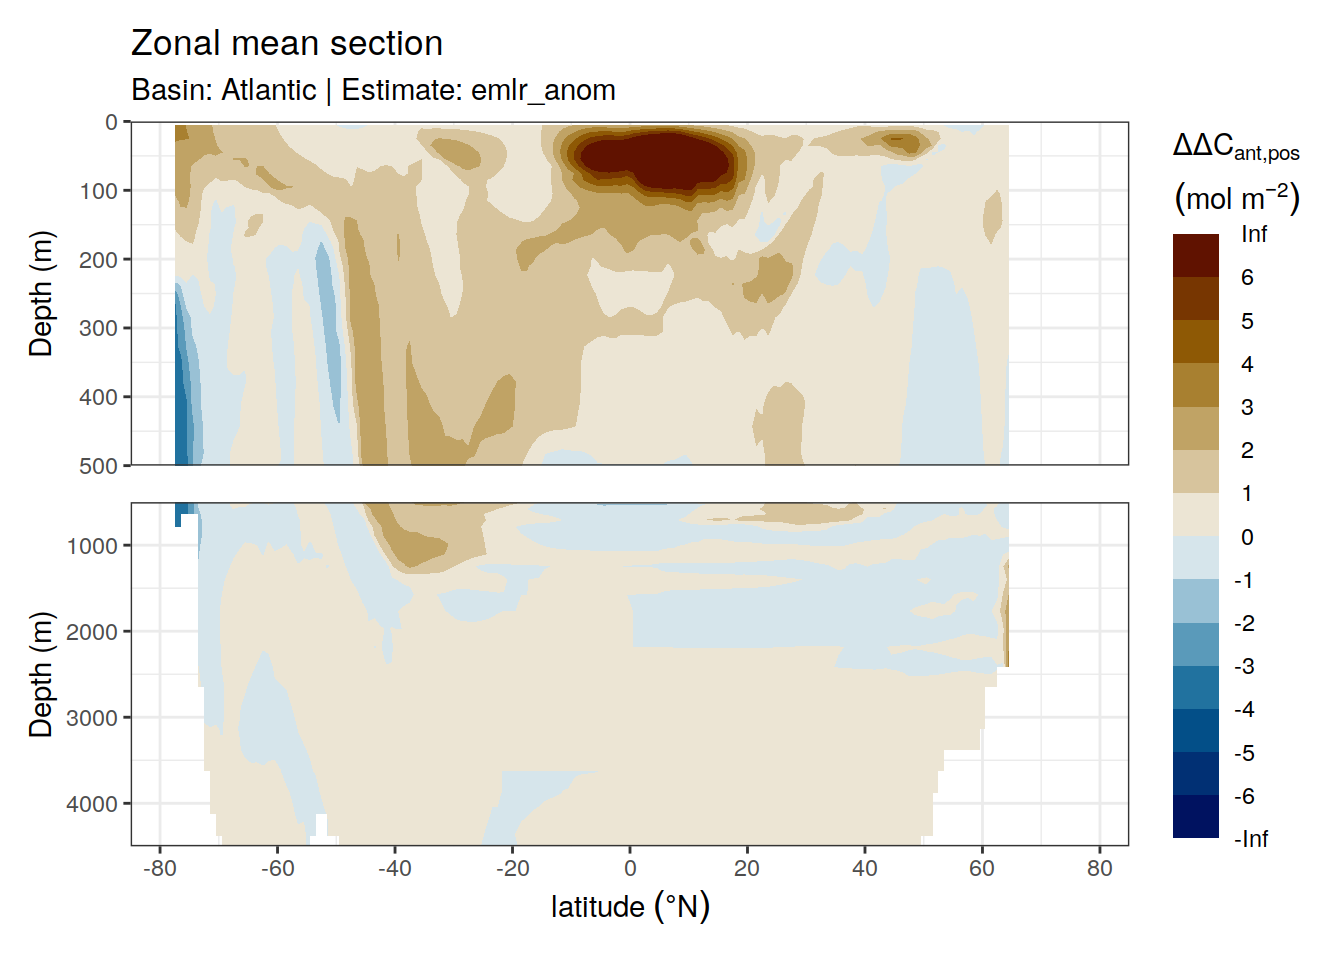 Zonal mean section
Basin: Atlantic | Estimate: emlr_anom
0
100
200
300
400
500
Depth (m)
1000
2000
3000
4000
Depth (m)
-80 -60 -40 -20 0 20 40 60 80
latitude (°N)
ΔΔCant,pos
(mol m−2)
Inf
6
5
4
3
2
1
0
-1
-2
-3
-4
-5
-6
-Inf